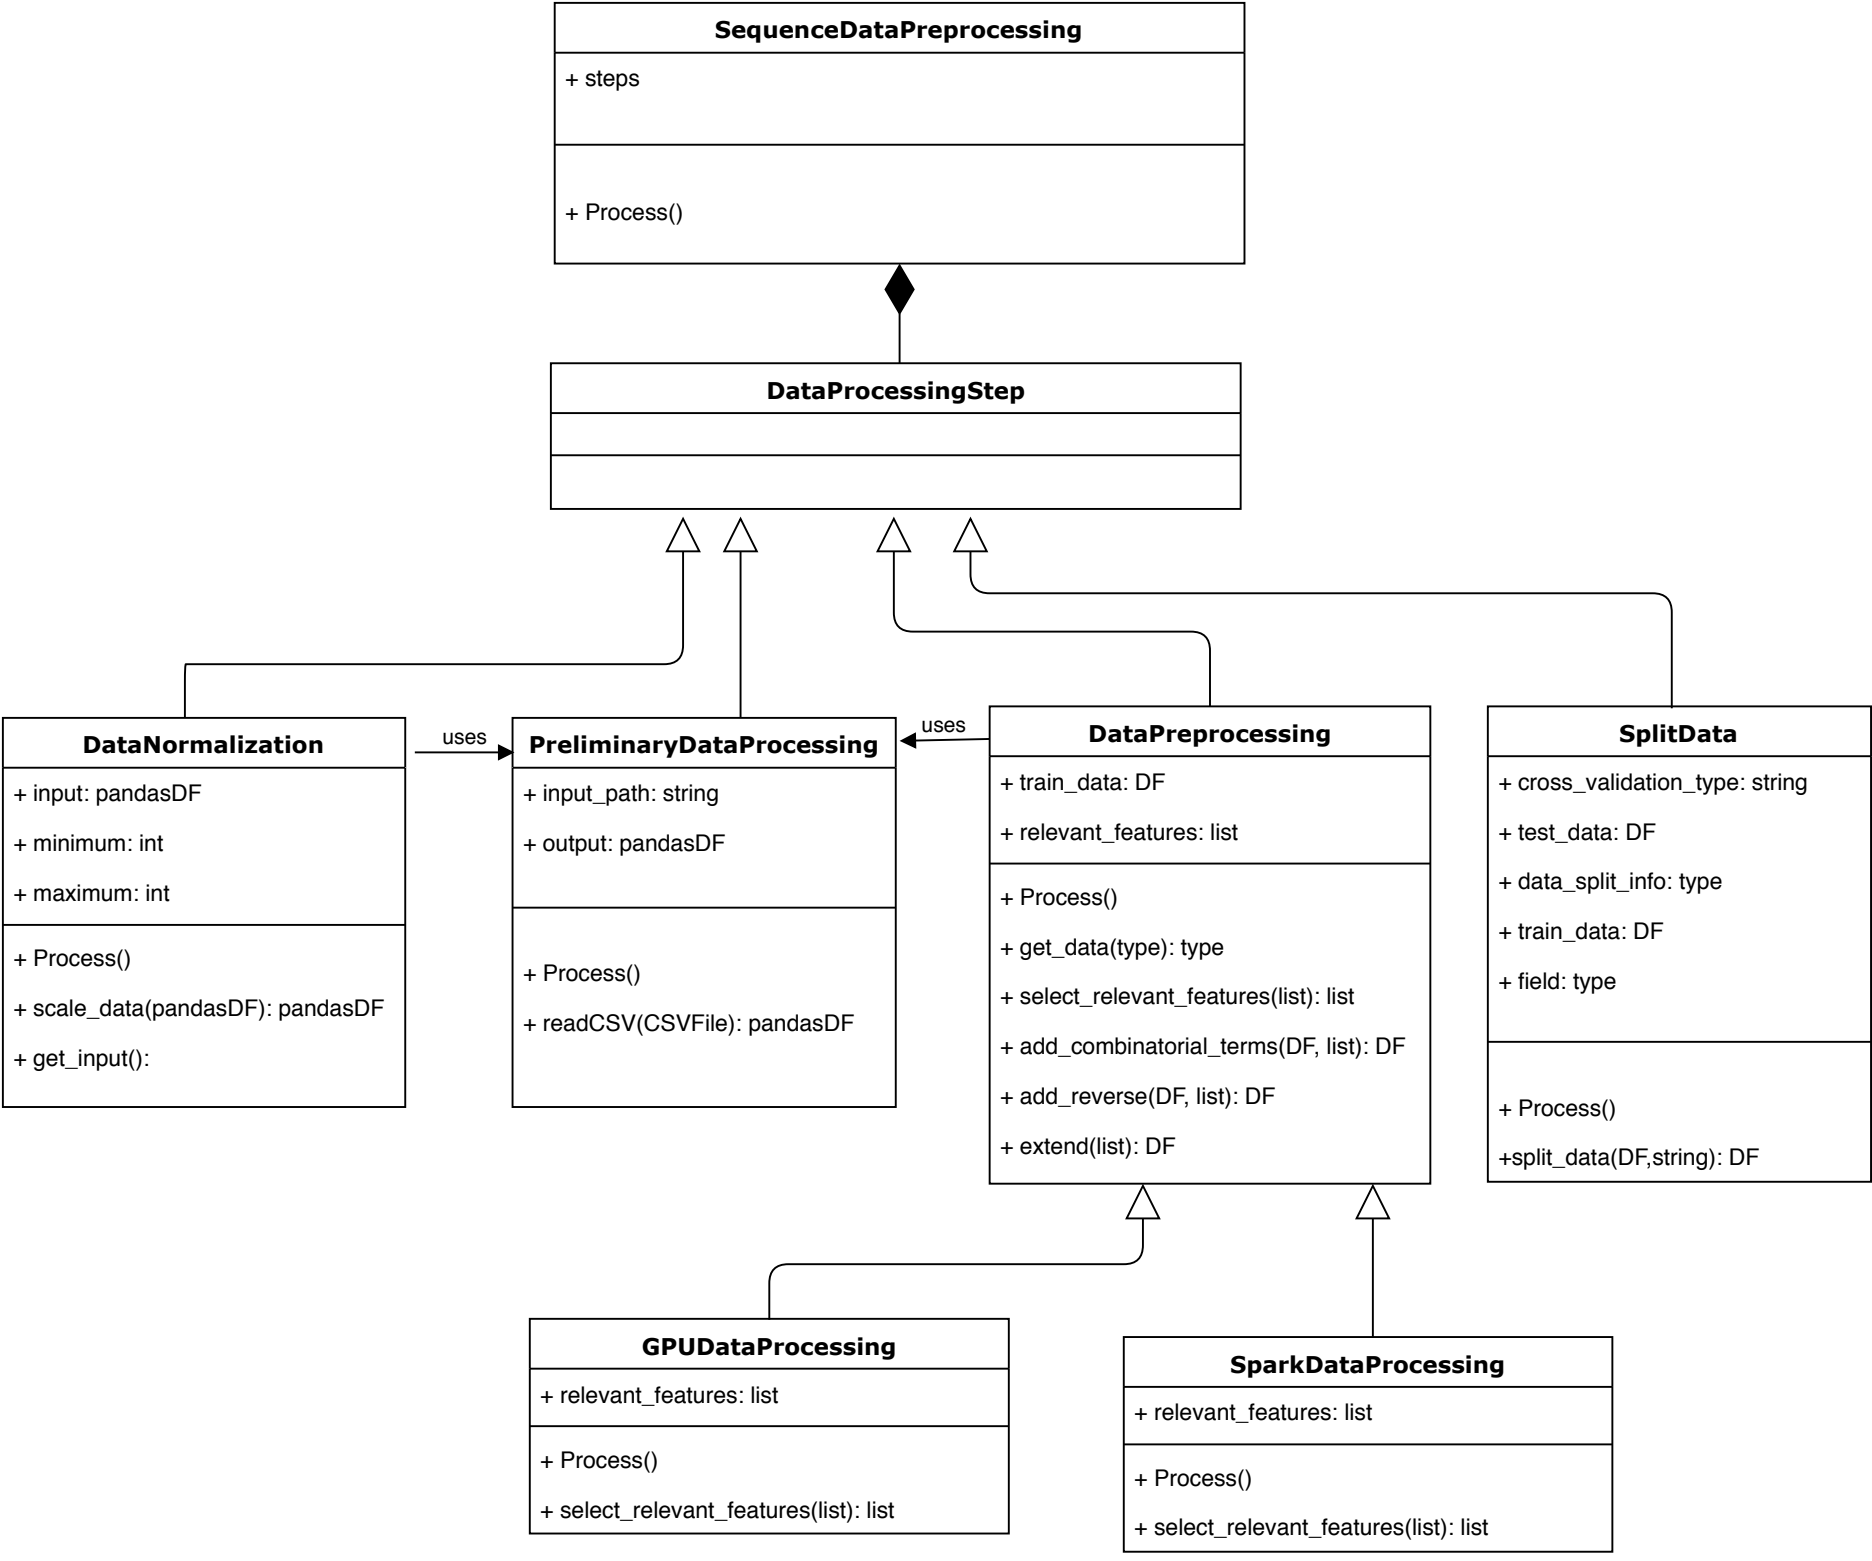 SequenceDataPreprocessing
+ steps
+ Process()
DataProcessingStep
DataNormalization
+ input: pandasDF
+ minimum: int
+ maximum: int
+ Process()
+ scale_data(pandasDF): pandasDF
+ get_input():
uses
PreliminaryDataProcessing
+ input_path: string
+ output: pandasDF
+ Process()
+ readCSV(CSVFile): pandasDF
uses
DataPreprocessing
+ train_data: DF
+ relevant_features: list
+ Process()
+ get_data(type): type
+ select_relevant_features(list): list
+ add_combinatorial_terms(DF, list): DF
+ add_reverse(DF, list): DF
+ extend(list): DF
SplitData
+ cross_validation_type: string
+ test_data: DF
+ data_split_info: type
+ train_data: DF
+ field: type
+ Process()
+split_data(DF,string): DF
GPUDataProcessing
+ relevant_features: list
+ Process()
+ select_relevant_features(list): list
SparkDataProcessing
+ relevant_features: list
+ Process()
+ select_relevant_features(list): list